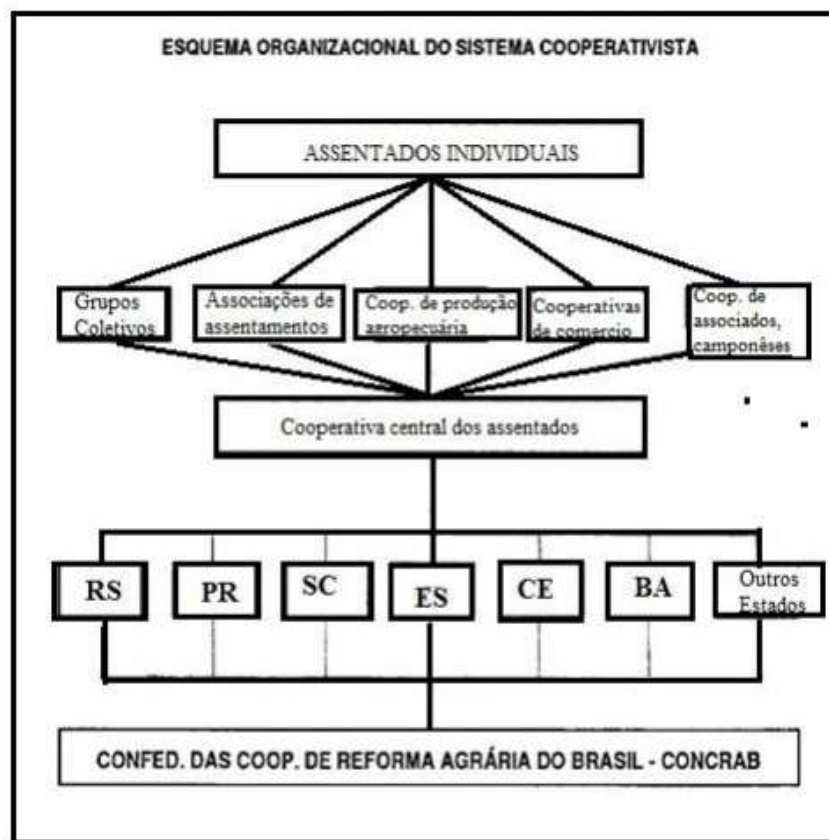 ESQUEMA ORGANIZACIONAL DO SISTEMA COOPERATIVISTA
ASSENTADOS INDIVIDUAIS
Grupos
Coletivos
Associações de
assentamentos
Coop. de produção
agropecuária
Cooperativas
de comercio
Coop. de
associados,
camponêses
Cooperativa central dos assentados
RS
PR
SC
ES
CE
BA
Outros
Estados
CONFED. DAS COOP. DE REFORMA AGRÁRIA DO BRASIL - CONCRAB